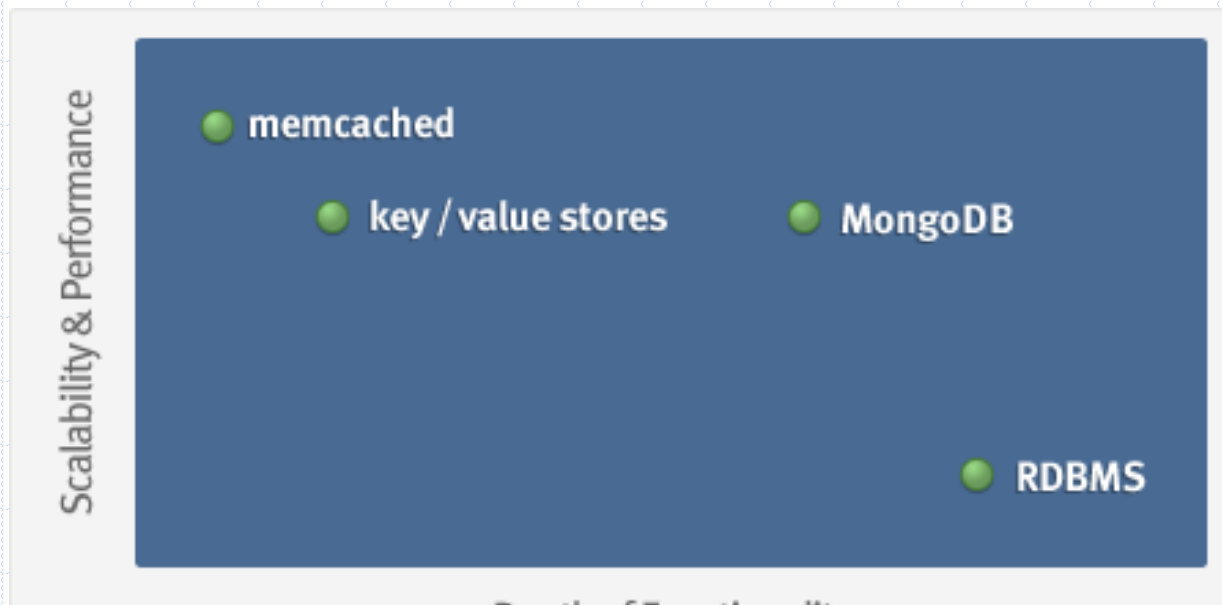 Scalability & Performance
memcached
key / value stores
MongoDB
RDBMS